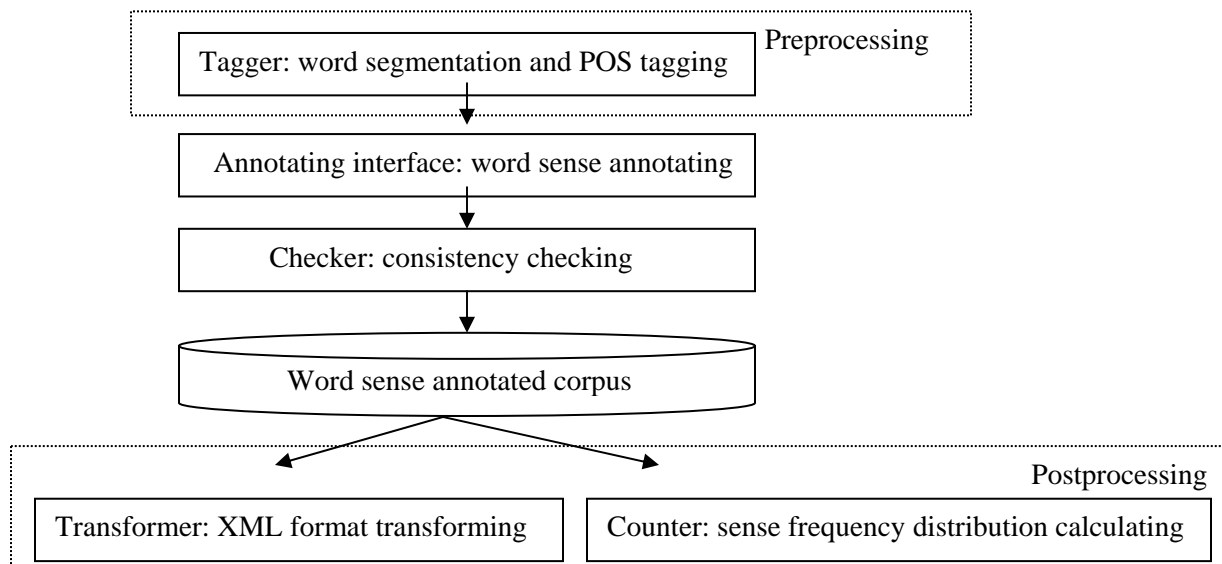 Preprocessing
Tagger: word segmentation and POS tagging
Annotating interface: word sense annotating
Checker: consistency checking
Word sense annotated corpus
Postprocessing
Transformer: XML format transforming
Counter: sense frequency distribution calculating